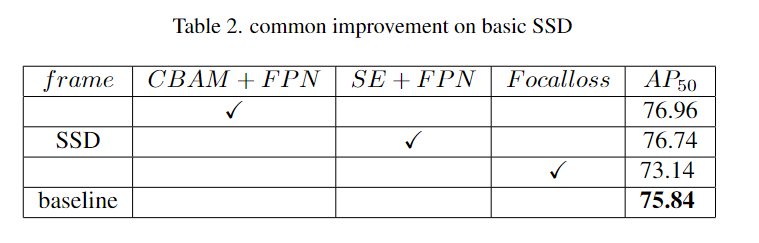 Table 2. common improvement on basic SSD
frame CBAM + FPN SE + FPN Focalloss AP50
✓ 76.96
SSD ✓ 76.74
✓ 73.14
baseline 75.84